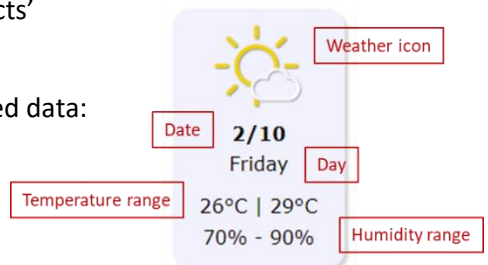 cts’
Weather icon
ed data:
Date
2/10
Friday
Day
Temperature range
26°C | 29°C
70% - 90%
Humidity range